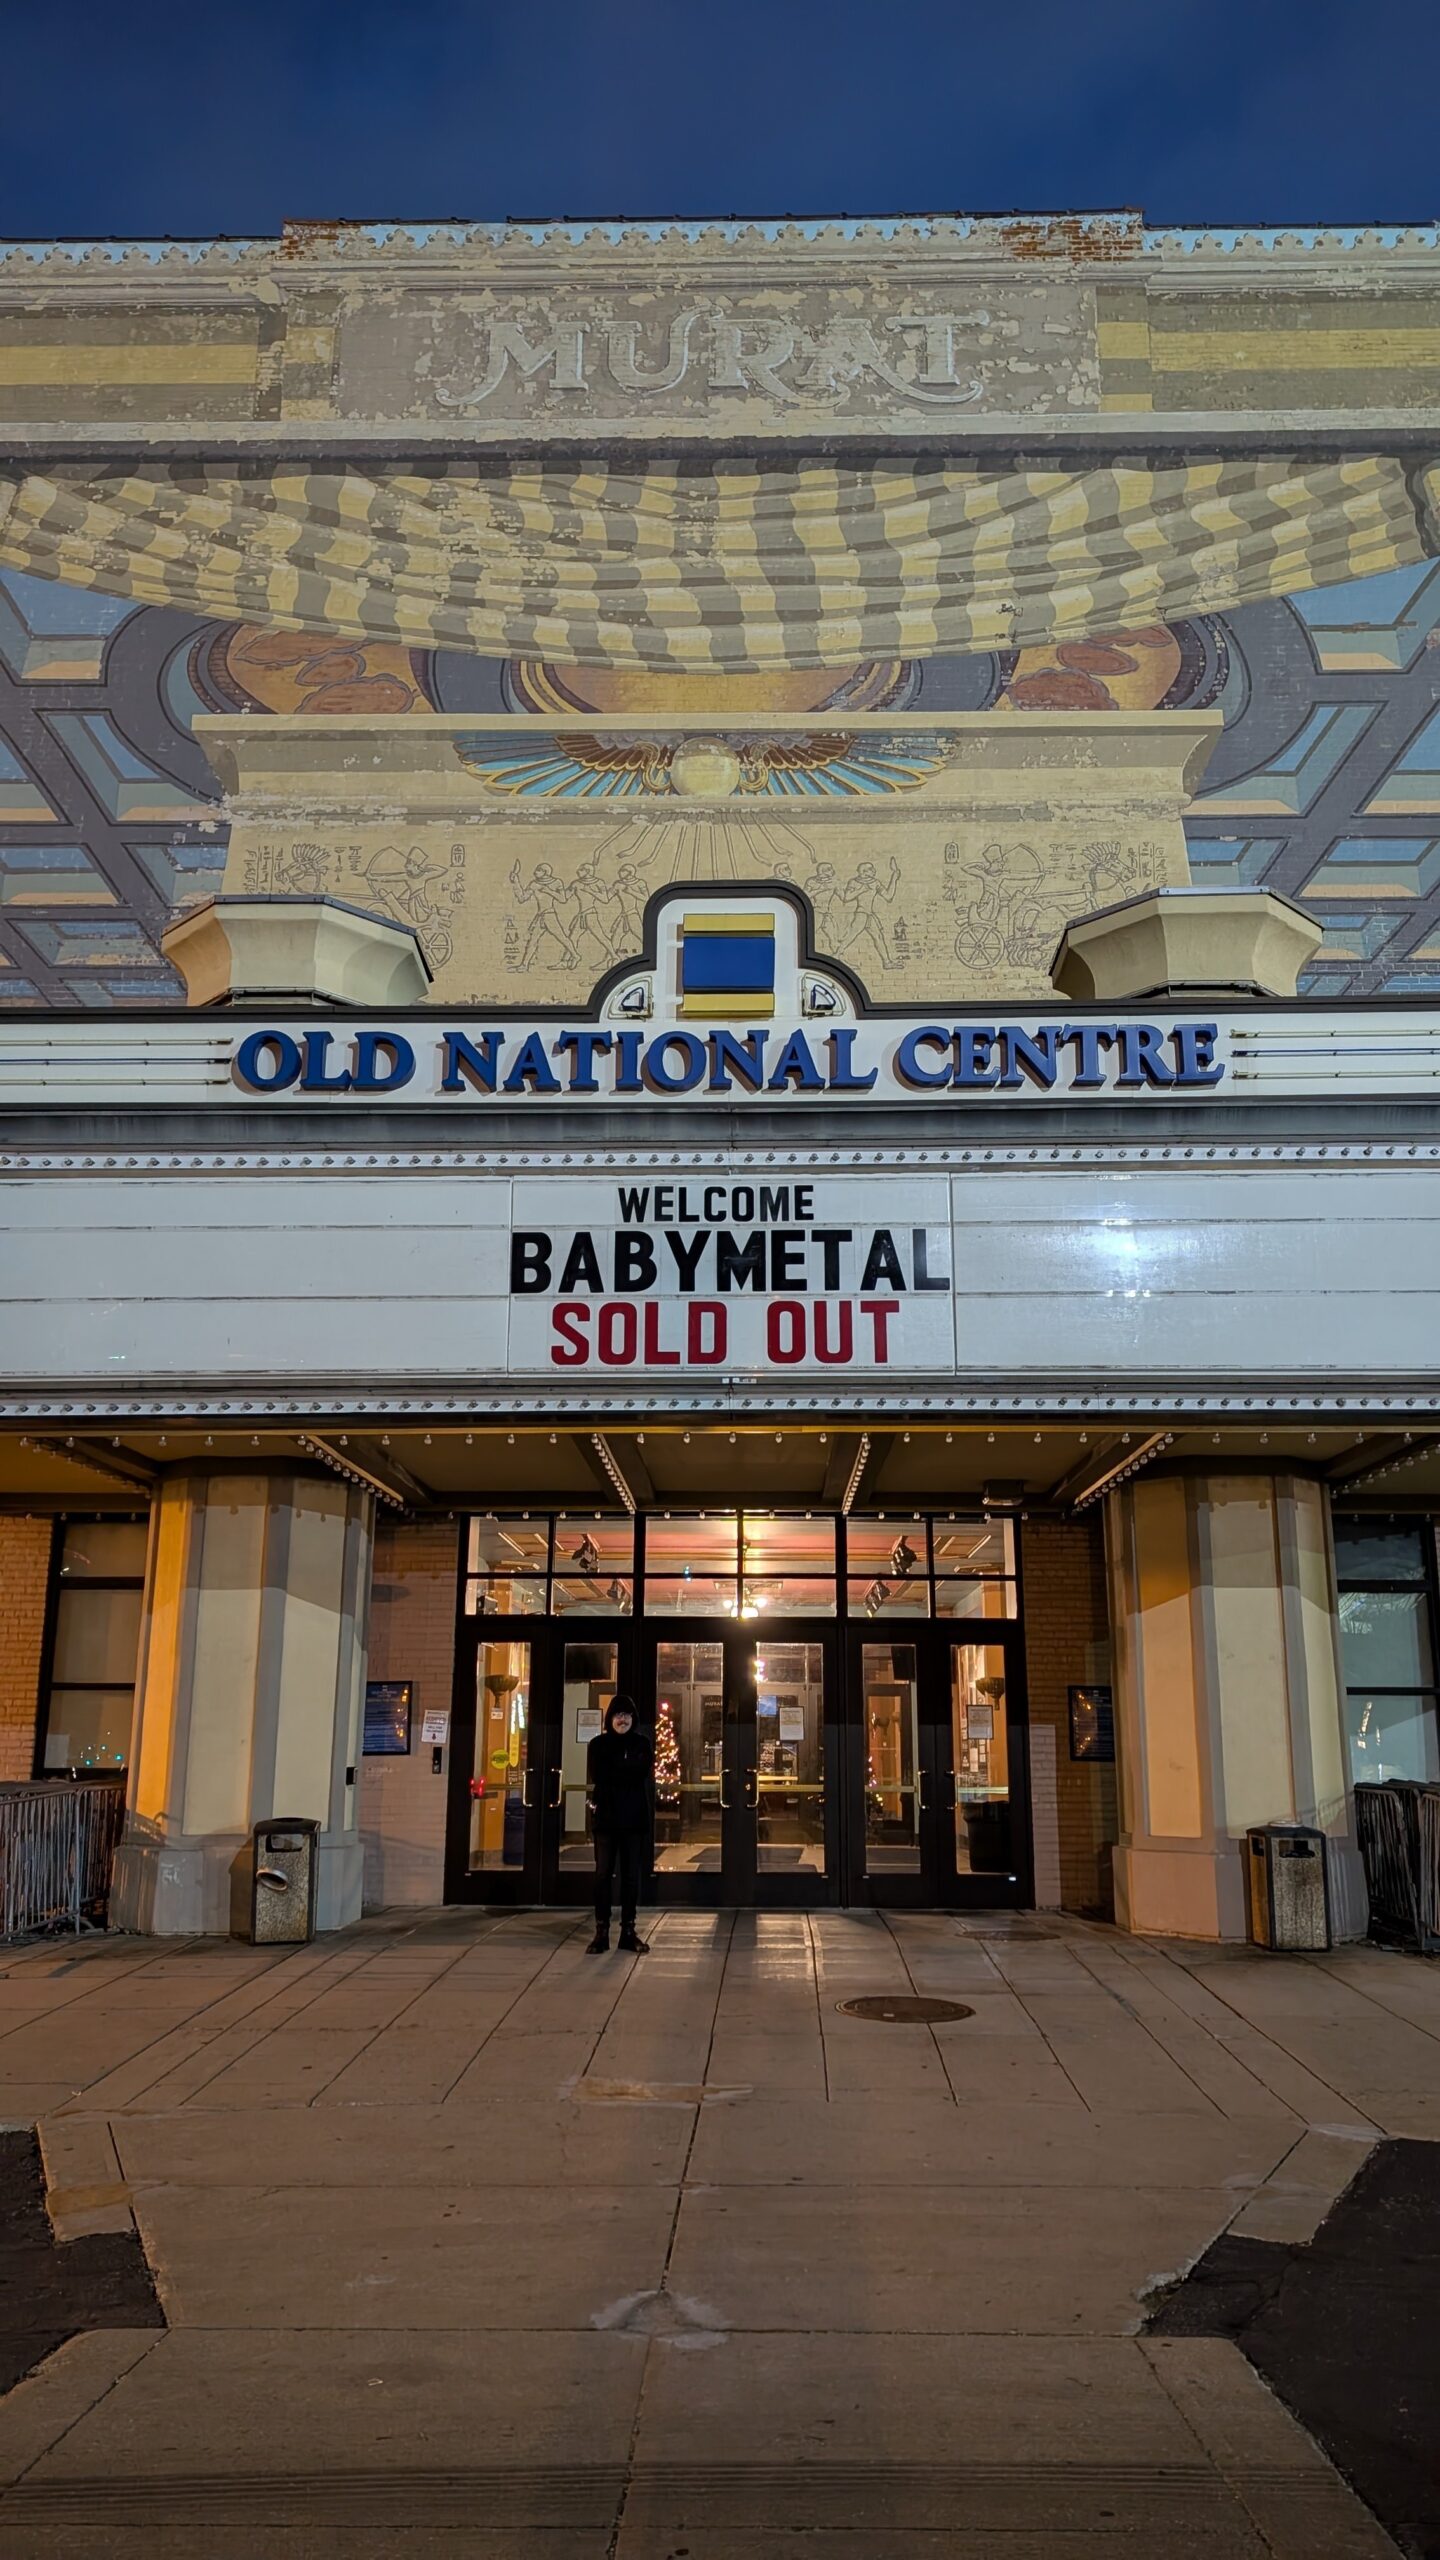 MURAT
OLD NATIONAL CENTRE
WELCOME
BABYMETAL
SOLD OUT